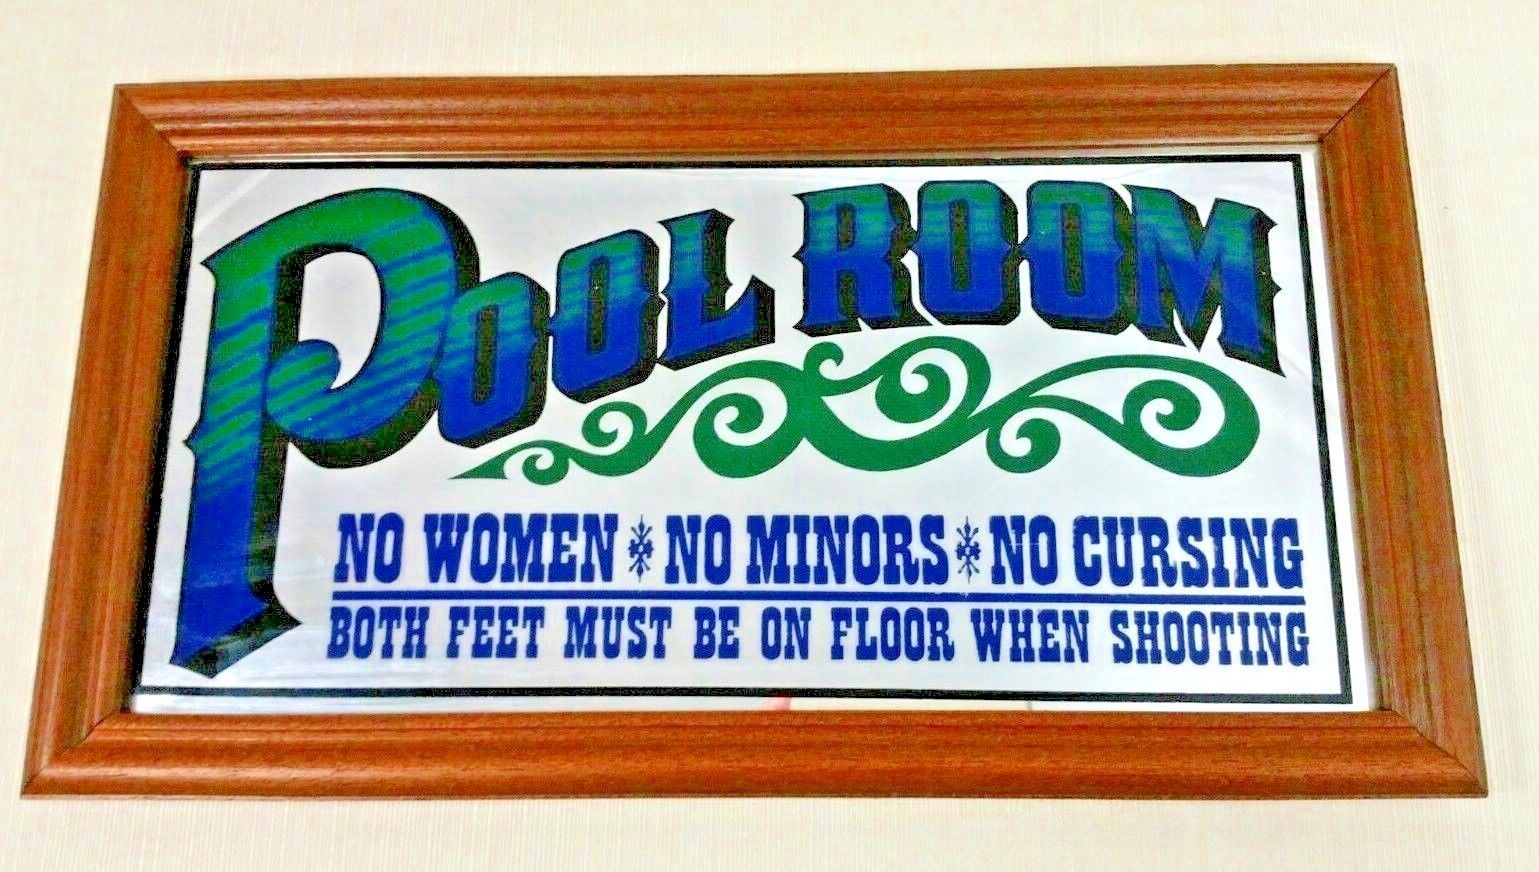 POOL ROOM
NO WOMEN * NO MINORS * NO CURSING
BOTH FEET MUST BE ON FLOOR WHEN SHOOTING